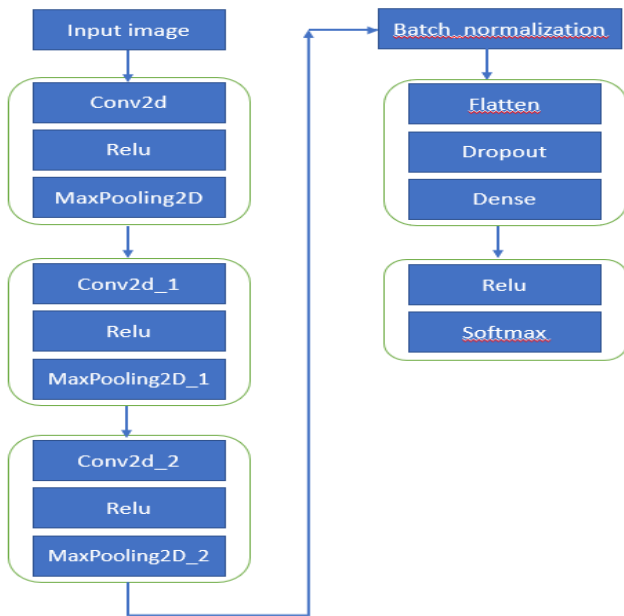 Input image
Conv2d
Relu
MaxPooling2D
Conv2d_1
Relu
MaxPooling2D_1
Conv2d_2
Relu
MaxPooling2D_2
Batch_normalization
Flatten
Dropout
Dense
Relu
Softmax